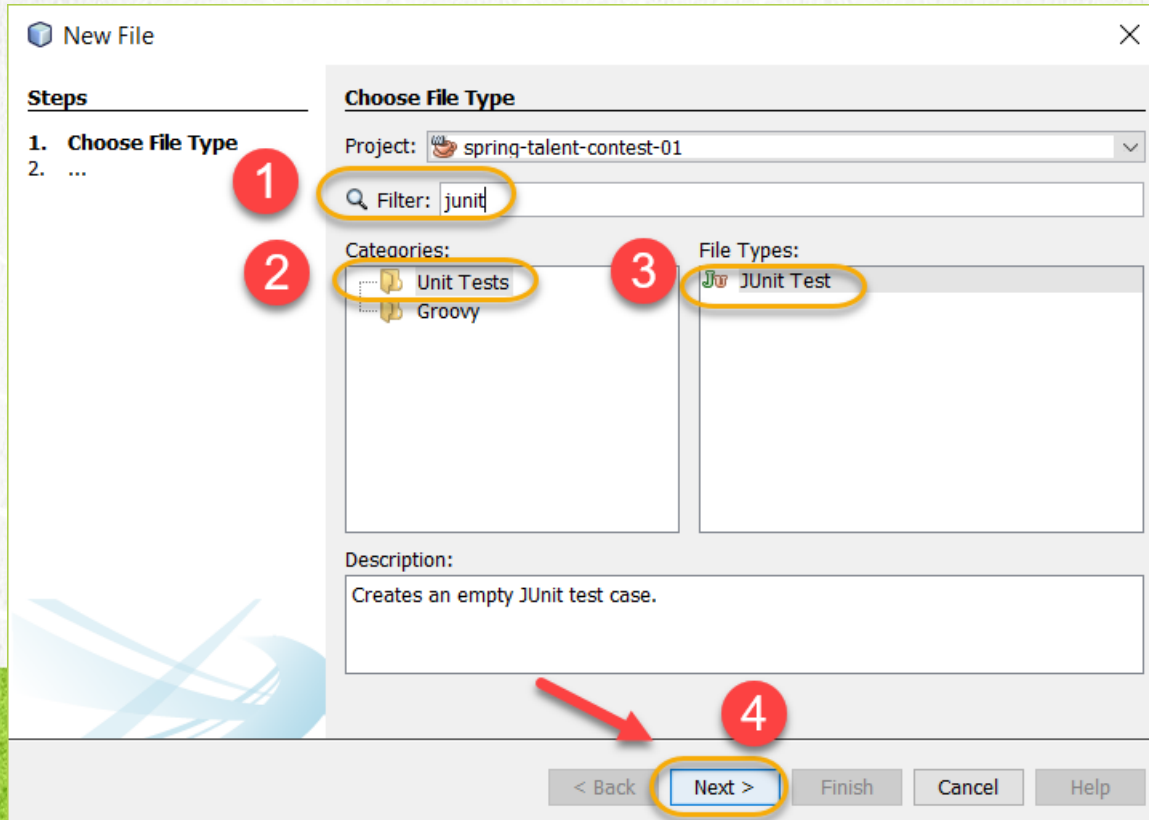 New File
Steps
1. Choose File Type
2. ...
Choose File Type
Project: spring-talent-contest-01
1
Filter: junit
Categories:
2
Unit Tests
Groovy
File Types:
3
JUnit Test
Description:
Creates an empty JUnit test case.
4
< Back Next > Finish Cancel Help